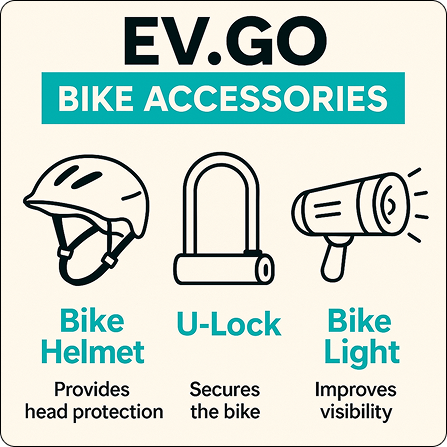 EV.GO
BIKE ACCESSORIES
Bike
Helmet
U-Lock
Bike
Light
Provides
head protection
Secures
the bike
Improves
visibility